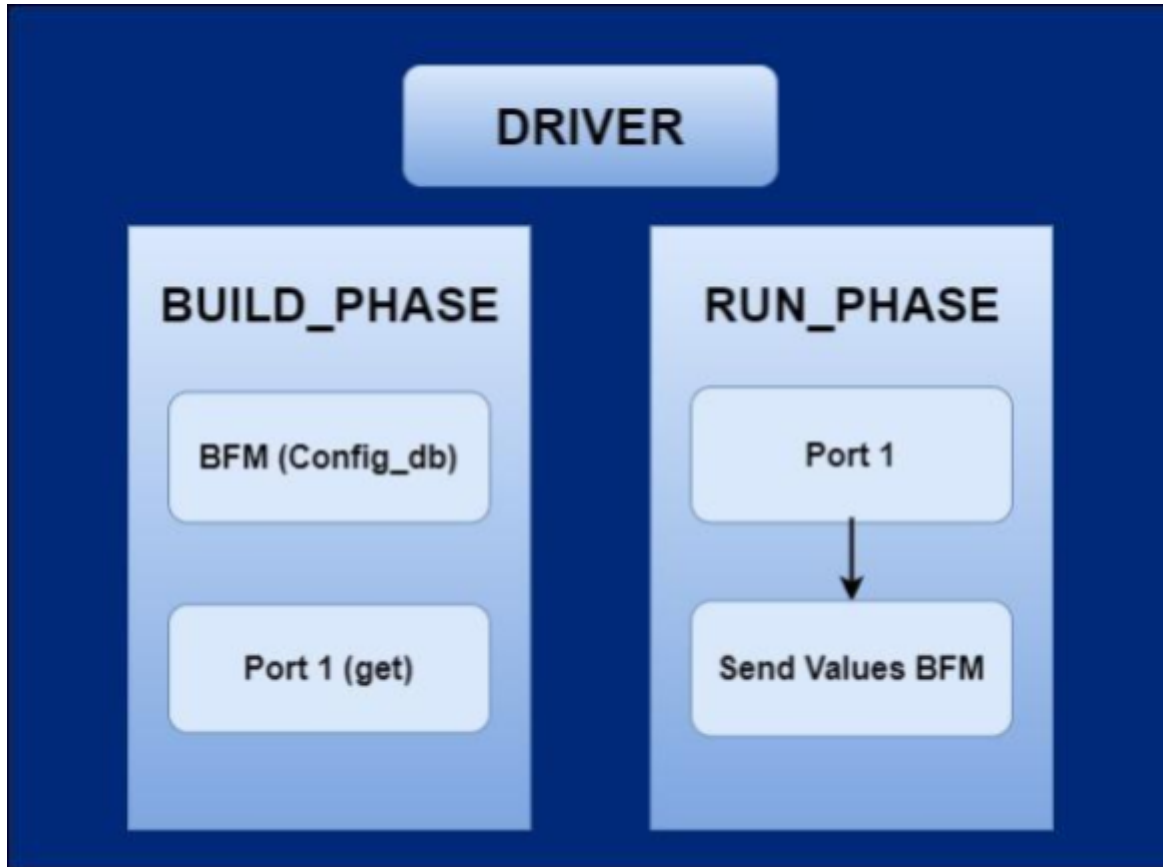 DRIVER
BUILD_PHASE
BFM (Config_db)
Port 1 (get)
RUN_PHASE
Port 1
Send Values BFM